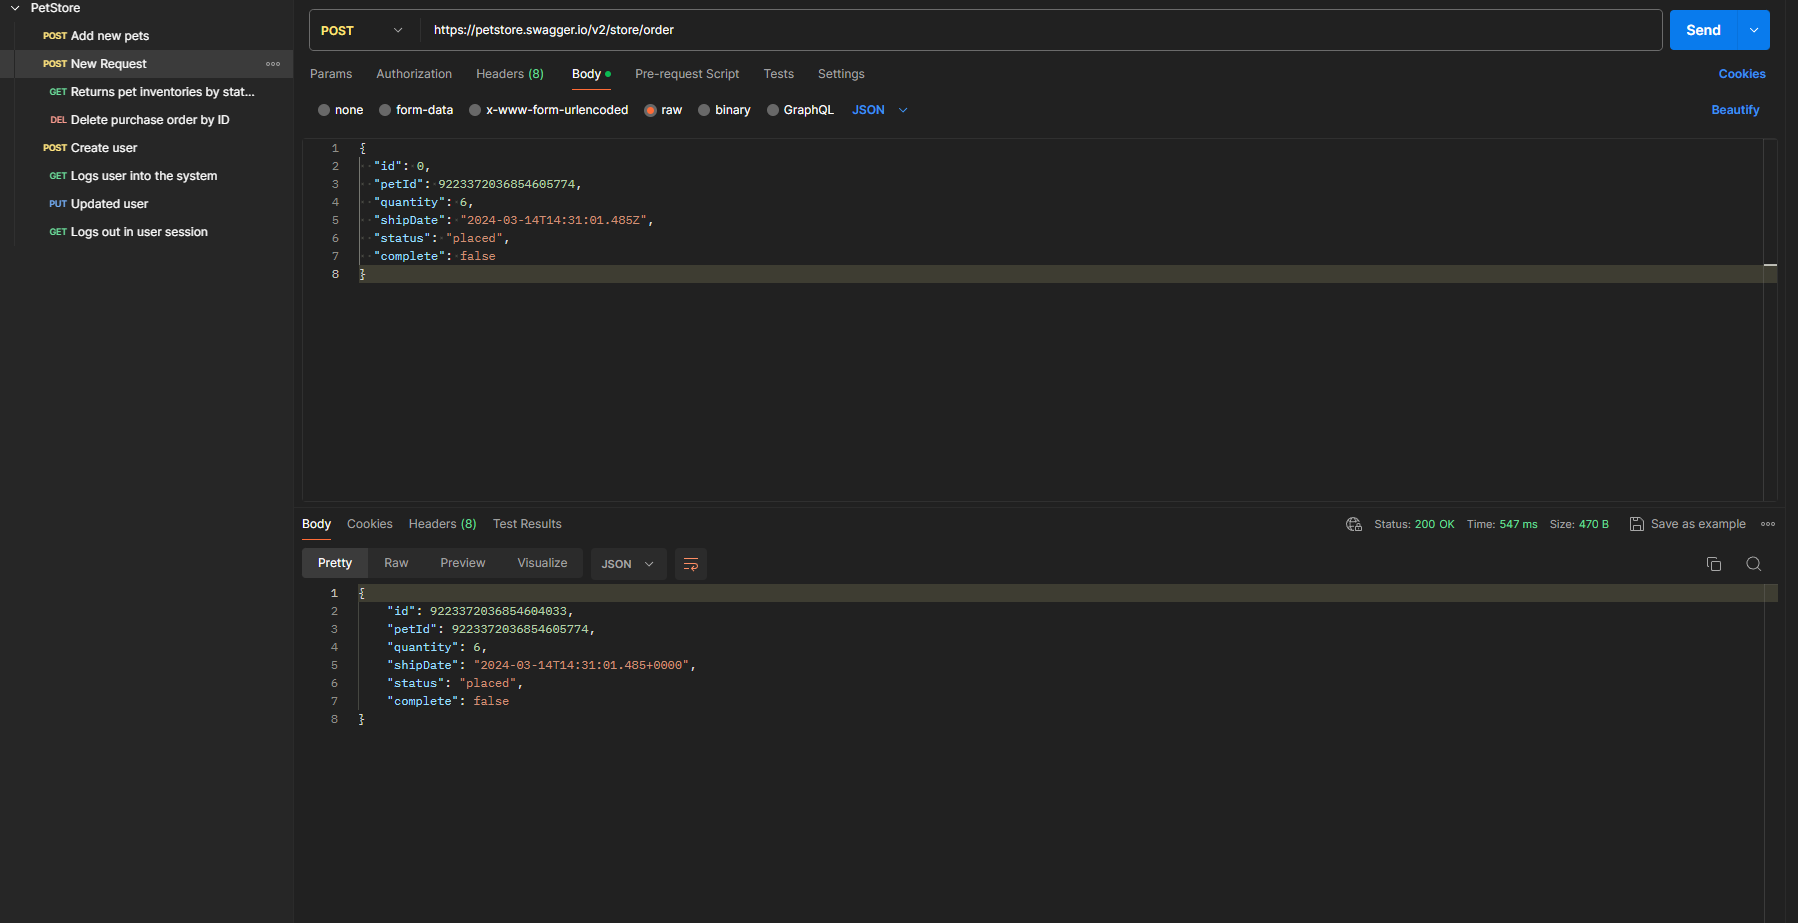 PetStore
POST Add new pets
POST New Request
GET Returns pet inventories by stat...
DEL Delete purchase order by ID
POST Create user
GET Logs user into the system
PUT Updated user
GET Logs out in user session
POST https://petstore.swagger.io/v2/store/order Send
Params Authorization Headers (8) Body Pre-request Script Tests Settings Cookies
none form-data x-www-form-urlencoded raw binary GraphQL JSON Beautify
1 {
2 "id": 0,
3 "petId": 9223372036854605774,
4 "quantity": 6,
5 "shipDate": "2024-03-14T14:31:01.485Z",
6 "status": "placed",
7 "complete": false
8 }
Body Cookies Headers (8) Test Results Status: 200 OK Time: 547 ms Size: 470 B Save as example
Pretty Raw Preview Visualize JSON
1 {
2 "id": 9223372036854604033,
3 "petId": 9223372036854605774,
4 "quantity": 6,
5 "shipDate": "2024-03-14T14:31:01.485+0000",
6 "status": "placed",
7 "complete": false
8 }